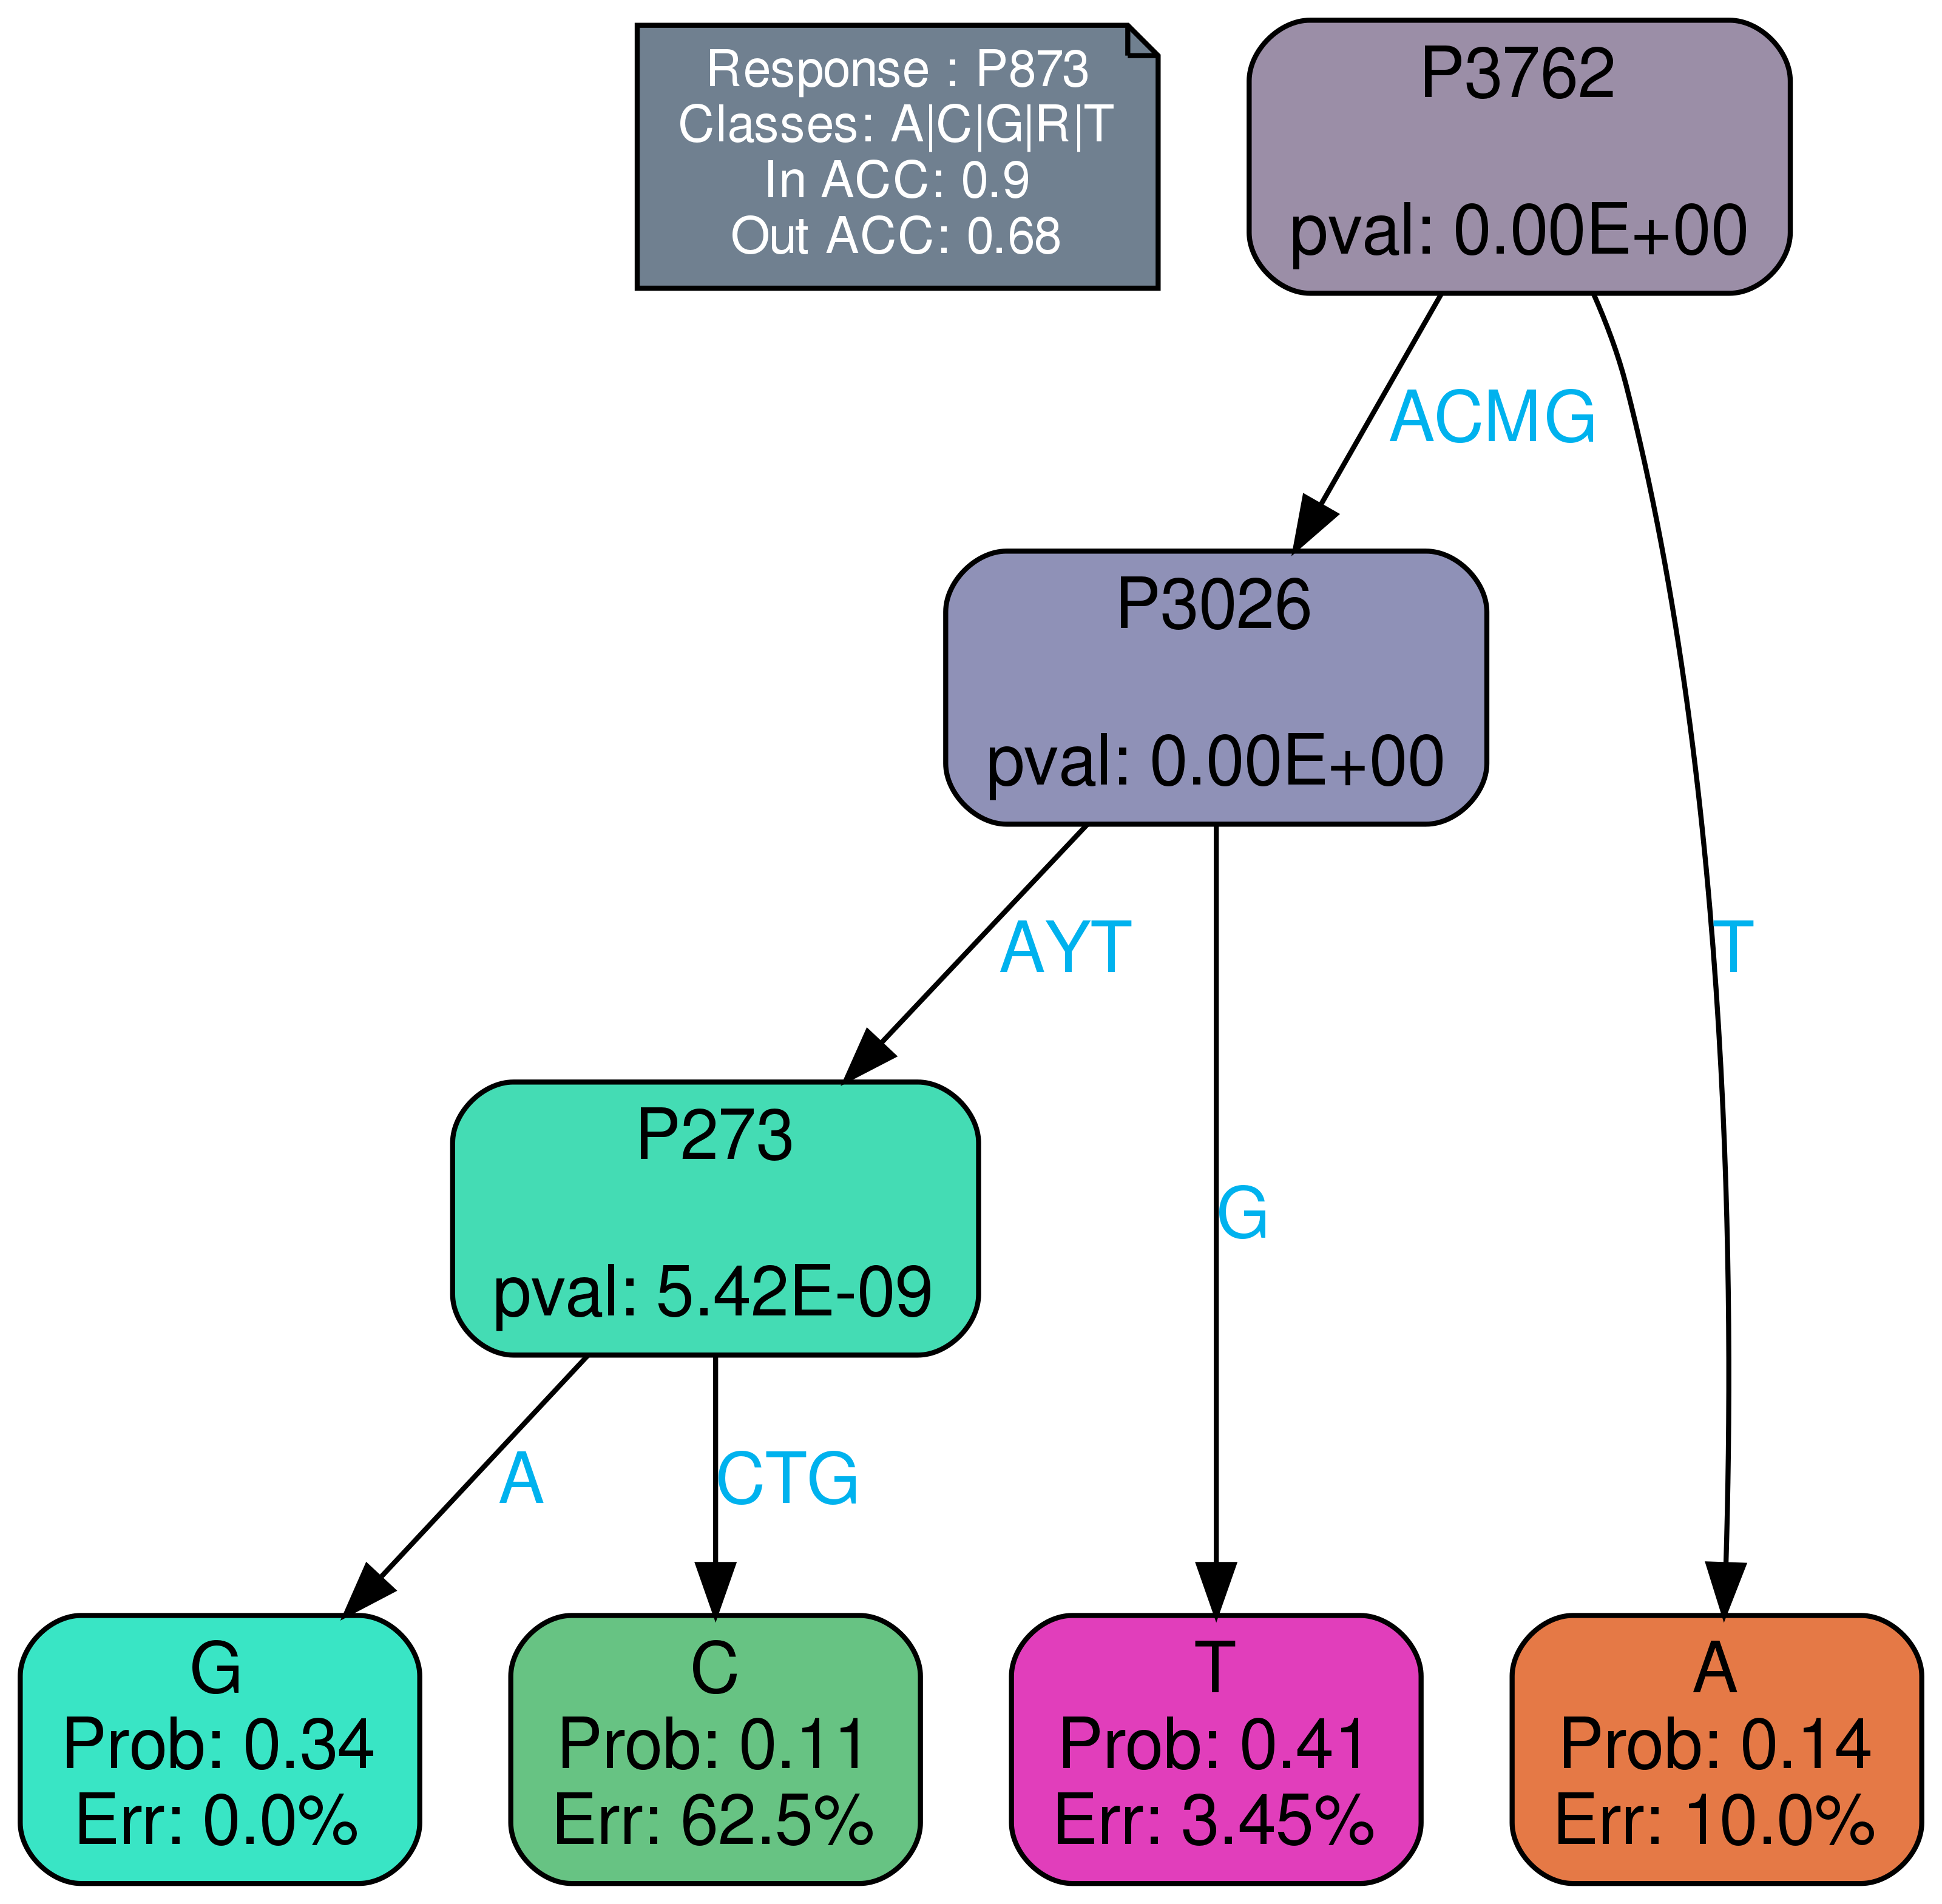 Response : P873
Classes: A|C|G|R|T
In ACC: 0.9
Out ACC: 0.68
P3762
pval: 0.00E+00
ACMG
P3026
pval: 0.00E+00
AYT
T
P273
pval: 5.42E-09
G
A
CTG
G
Prob: 0.34
Err: 0.0%
C
Prob: 0.11
Err: 62.5%
T
Prob: 0.41
Err: 3.45%
A
Prob: 0.14
Err: 10.0%